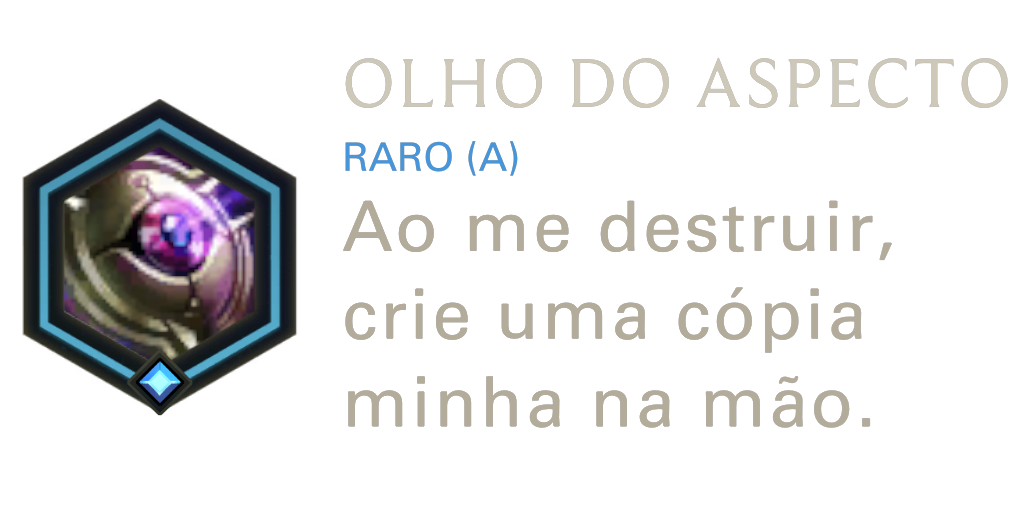 OLHO DO ASPECTO
RARO (A)
Ao me destruir,
crie uma cópia
minha na mão.